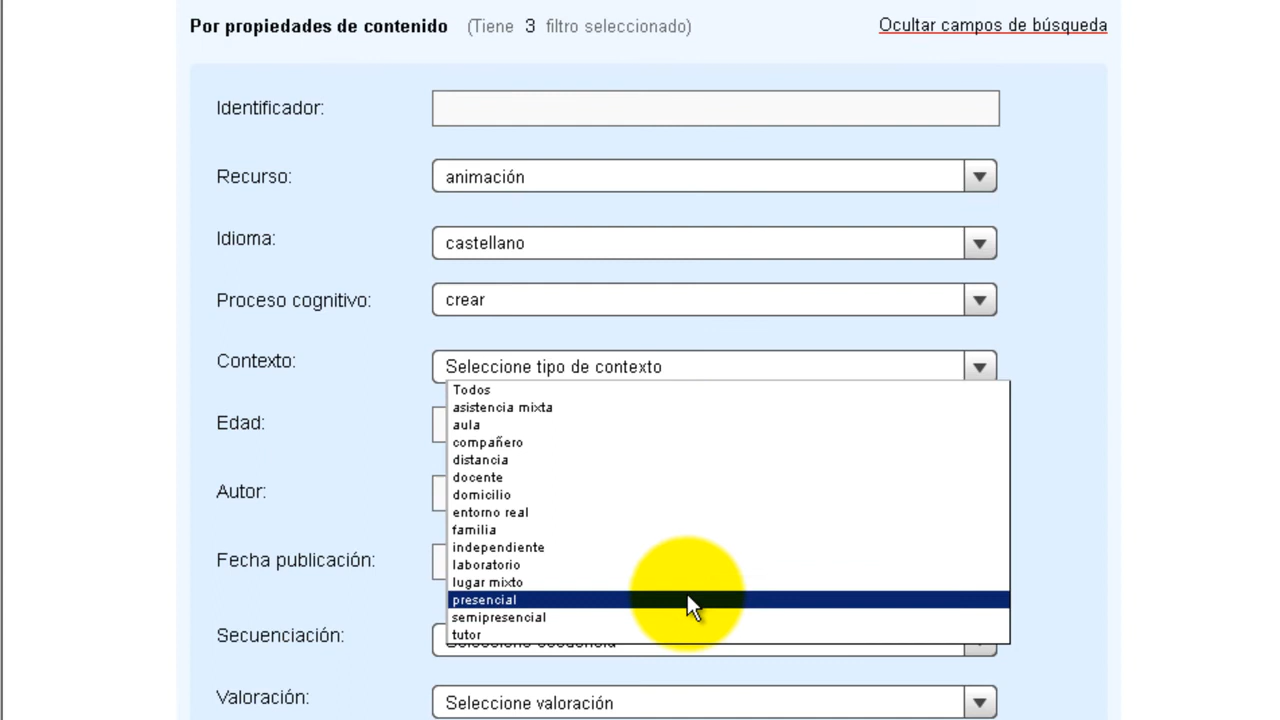 Por propiedades de contenido (Tiene 3 filtro seleccionado) Ocultar campos de búsqueda
Identificador:
Recurso: animación
Idioma: castellano
Proceso cognitivo: crear
Contexto: Seleccione tipo de contexto
Todos
asistencia mixta
aula
compañero
distancia
Edad:
docente
domicilio
Autor:
entorno real
familia
independiente
Fecha publicación:
laboratorio
lugar mixto
presencial
semipresencial
tutor
Secuenciación: Seleccione secuencia
Valoración: Seleccione valoración